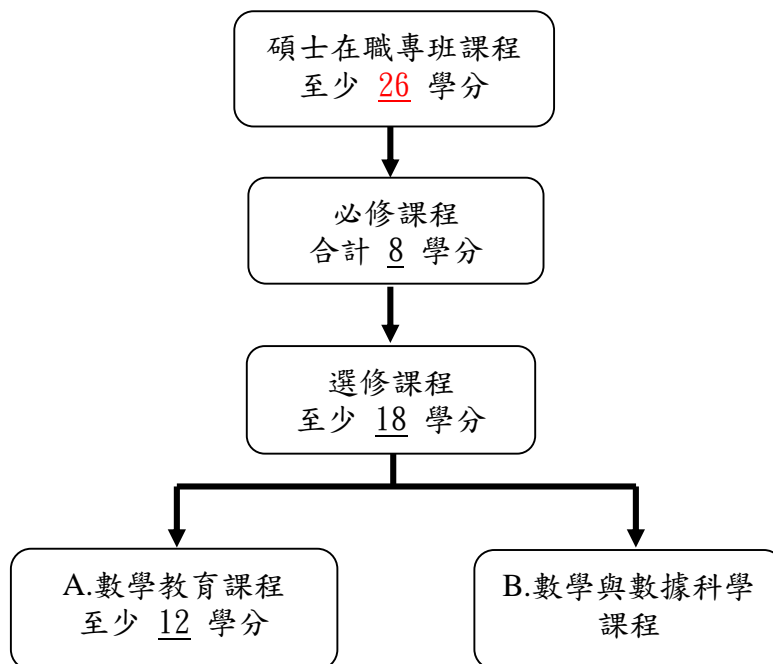 碩士在職專班課程
至少 26 學分
必修課程
合計 8 學分
選修課程
至少 18 學分
A.數學教育課程
至少 12 學分
B.數學與數據科學
課程